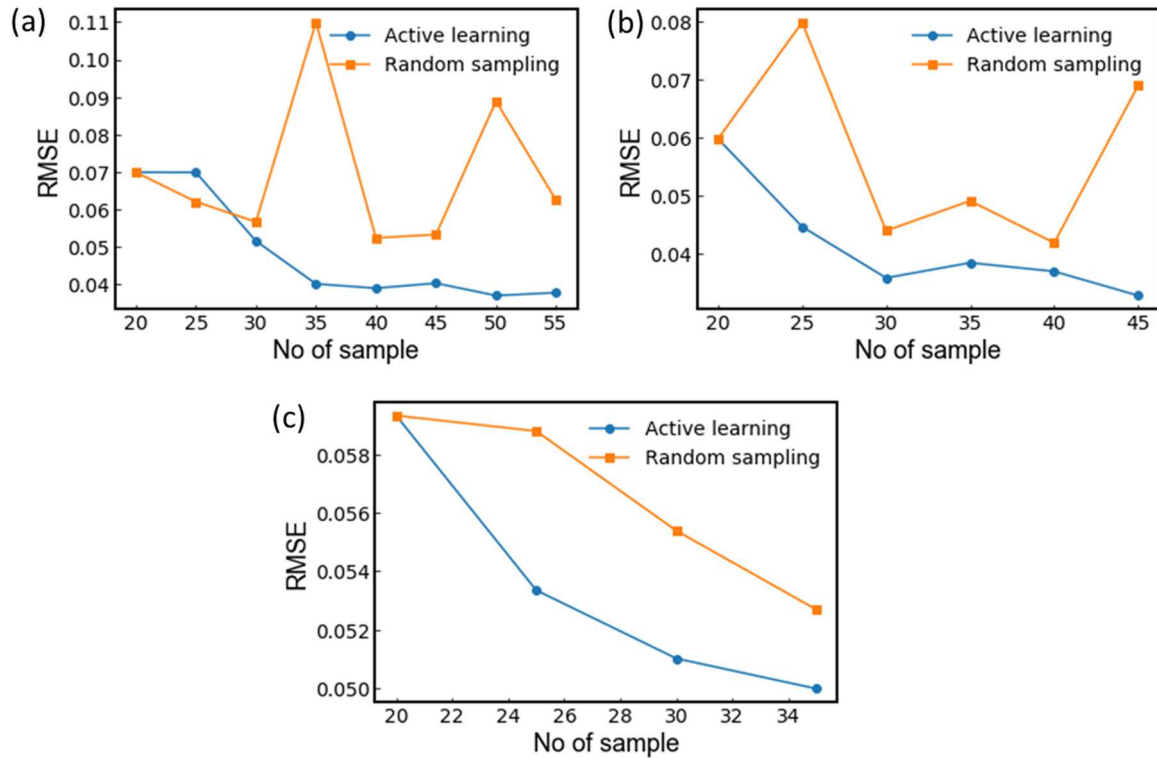 (a)
RMSE
0.11
0.10
0.09
0.08
0.07
0.06
0.05
0.04
Active learning
Random sampling
20 25 30 35 40 45 50 55
No of sample
(b)
RMSE
0.08
0.07
0.06
0.05
0.04
Active learning
Random sampling
20 25 30 35 40 45
No of sample
(c)
RMSE
0.058
0.056
0.054
0.052
0.050
Active learning
Random sampling
20 22 24 26 28 30 32 34
No of sample